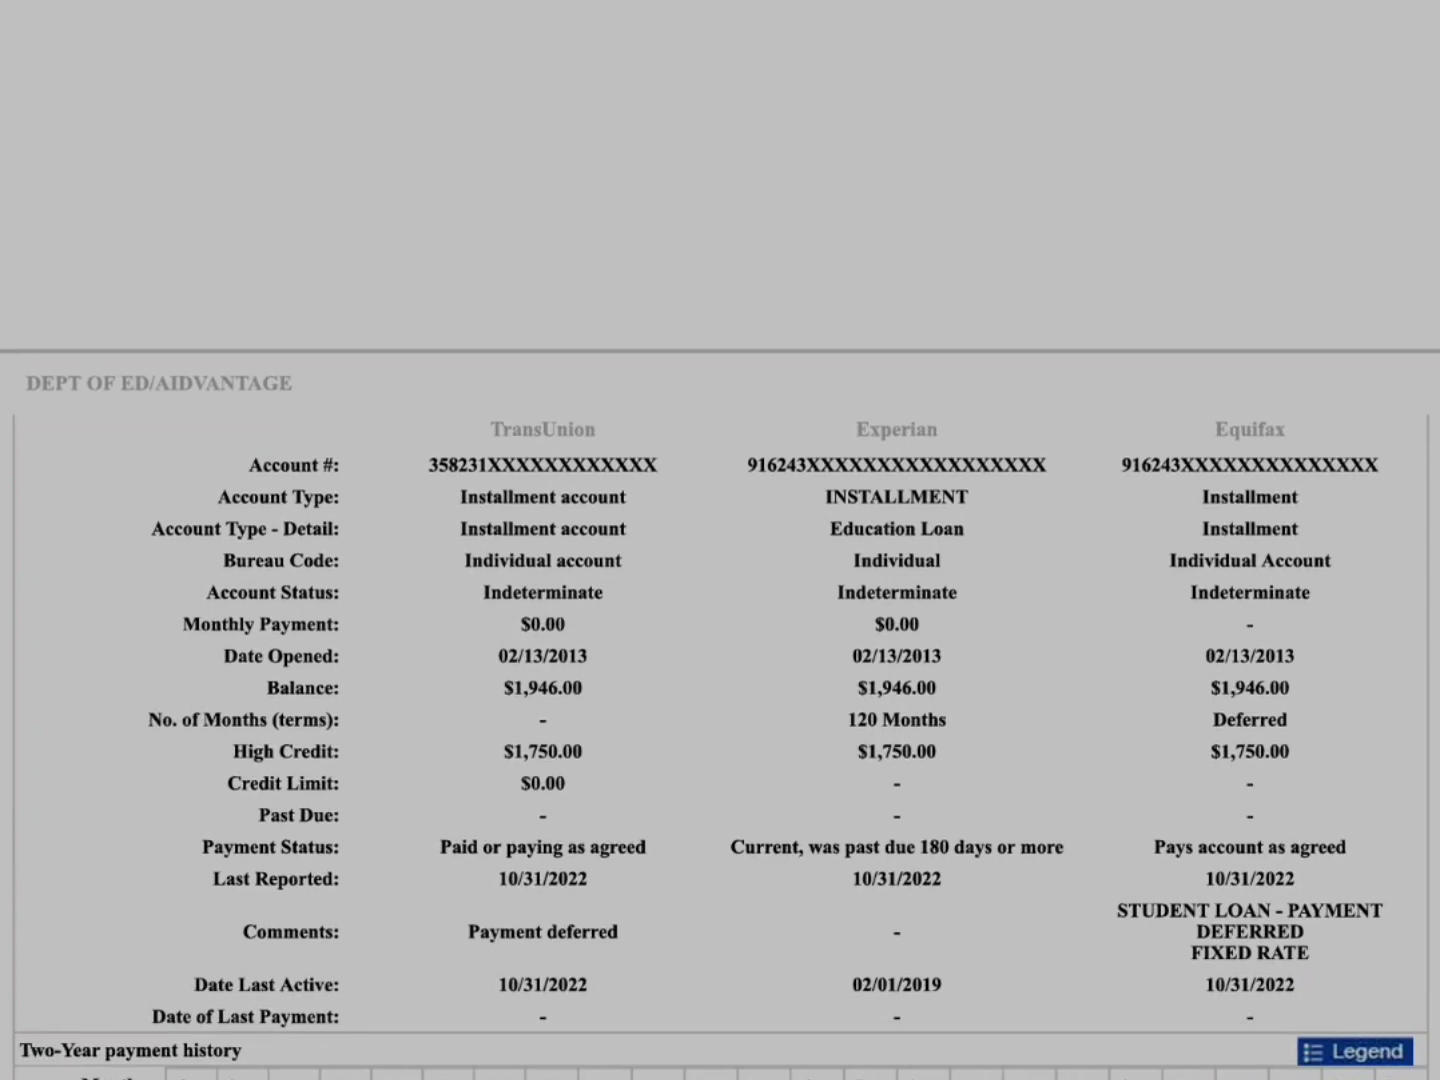 DEPT OF ED/AIDVANTAGE
TransUnion Experian Equifax
Account #: 358231XXXXXXXXXXXX 916243XXXXXXXXXXXXXXXXX 916243XXXXXXXXXXXXXX
Account Type: Installment account INSTALLMENT Installment
Account Type - Detail: Installment account Education Loan Installment
Bureau Code: Individual account Individual Individual Account
Account Status: Indeterminate Indeterminate Indeterminate
Monthly Payment: $0.00 $0.00 -
Date Opened: 02/13/2013 02/13/2013 02/13/2013
Balance: $1,946.00 $1,946.00 $1,946.00
No. of Months (terms): - 120 Months Deferred
High Credit: $1,750.00 $1,750.00 $1,750.00
Credit Limit: $0.00 - -
Past Due: - - -
Payment Status: Paid or paying as agreed Current, was past due 180 days or more Pays account as agreed
Last Reported: 10/31/2022 10/31/2022 10/31/2022
Comments: Payment deferred - STUDENT LOAN - PAYMENT
DEFERRED
FIXED RATE
Date Last Active: 10/31/2022 02/01/2019 10/31/2022
Date of Last Payment: - - -
Two-Year payment history Legend